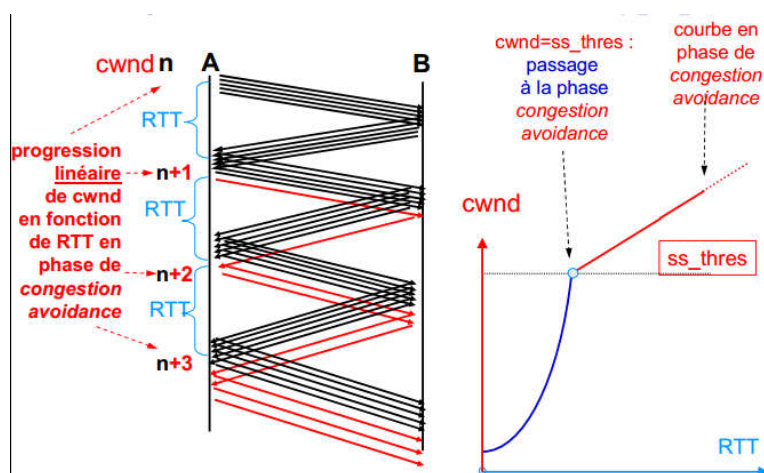 cwnd n
A
B
RTT
progression
linéaire
de cwnd
en fonction
de RTT en
phase de
congestion
avoidance
n+1
RTT
n+2
RTT
n+3
cwnd=ss_thres :
passage
à la phase
congestion
avoidance
courbe en
phase de
congestion
avoidance
cwnd
ss_thres
RTT